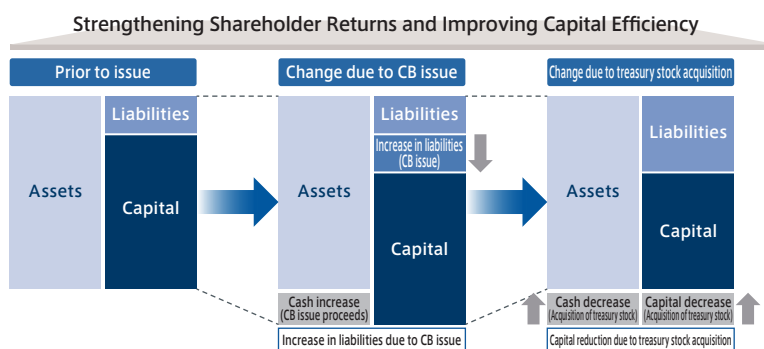 Strengthening Shareholder Returns and Improving Capital Efficiency
Prior to issue
Assets
Liabilities
Capital
Change due to CB issue
Assets
Liabilities
Increase in liabilities
(CB issue)
Capital
Cash increase
(CB issue proceeds)
Increase in liabilities due to CB issue
Change due to treasury stock acquisition
Assets
Liabilities
Capital
Cash decrease
(Acquisition of treasury stock)
Capital decrease
(Acquisition of treasury stock)
Capital reduction due to treasury stock acquisition